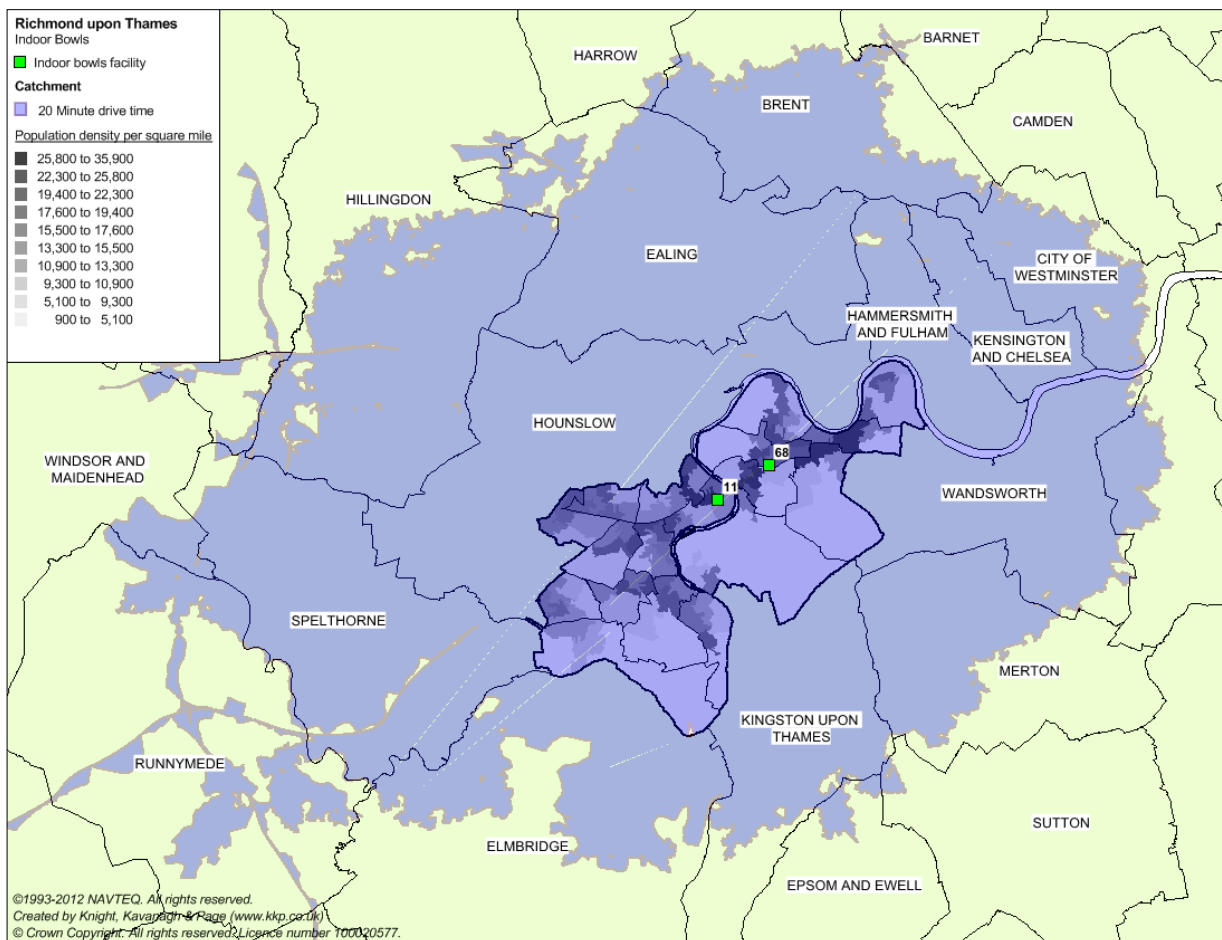 Richmond upon Thames
Indoor Bowls
Indoor bowls facility
Catchment
20 Minute drive time
Population density per square mile
25,800 to 35,900
22,300 to 25,800
19,400 to 22,300
17,600 to 19,400
15,500 to 17,600
13,300 to 15,500
10,900 to 13,300
9,300 to 10,900
5,100 to 9,300
900 to 5,100
HARROW
BARNET
BRENT
CAMDEN
HILLINGDON
EALING
CITY OF
WESTMINSTER
HAMMERSMITH
AND FULHAM
KENSINGTON
AND CHELSEA
HOUNSLOW
68
WINDSOR AND
MAIDENHEAD
11
WANDSWORTH
SPELTHORNE
MERTON
KINGSTON UPON
THAMES
RUNNYMEDE
SUTTON
ELMBRIDGE
EPSOM AND EWELL
©1993-2012 NAVTEQ. All rights reserved.
Created by Knight, Kavanagh & Page (www.kkp.co.uk)
© Crown Copyright. All rights reserved. Licence number 100020577.